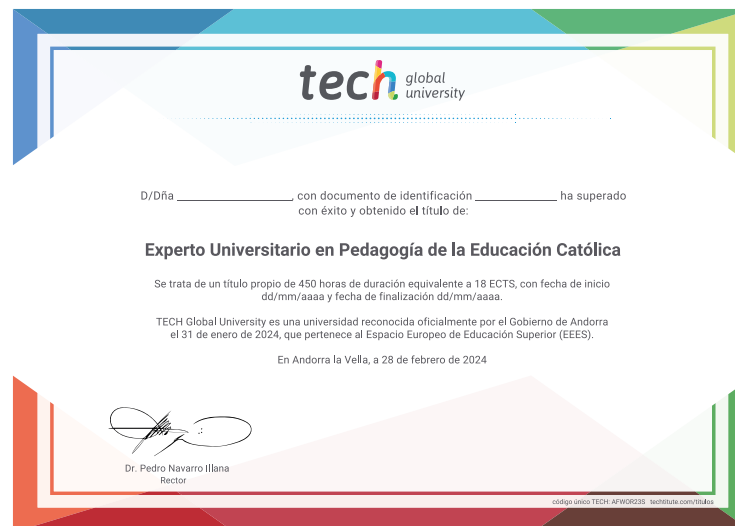 tech global university
D/Dña ______________, con documento de identificación ______________ ha superado
con éxito y obtenido el título de:
Experto Universitario en Pedagogía de la Educación Católica
Se trata de un título propio de 450 horas de duración equivalente a 18 ECTS, con fecha de inicio
dd/mm/aaaa y fecha de finalización dd/mm/aaaa.
TECH Global University es una universidad reconocida oficialmente por el Gobierno de Andorra
el 31 de enero de 2024, que pertenece al Espacio Europeo de Educación Superior (EEES).
En Andorra la Vella, a 28 de febrero de 2024
Dr. Pedro Navarro Illana
Rector
código único TECH: AFWOR23S techtitute.com/titulos